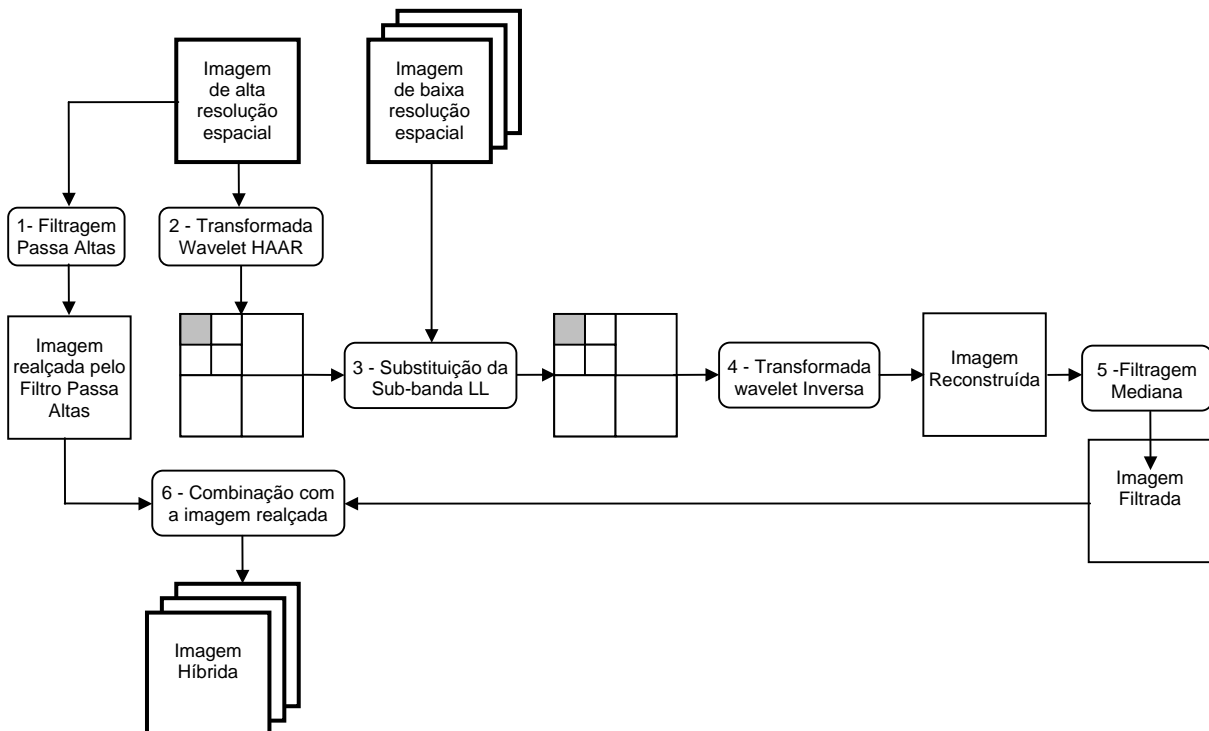 Imagem
de alta
resolução
espacial
Imagem
de baixa
resolução
espacial
1- Filtragem
Passa Altas
2 - Transformada
Wavelet HAAR
Imagem
realçada pelo
Filtro Passa
Altas
3 - Substituição da
Sub-banda LL
4 - Transformada
wavelet Inversa
Imagem
Reconstruída
5 -Filtragem
Mediana
6 - Combinação com
a imagem realçada
Imagem
Filtrada
Imagem
Híbrida